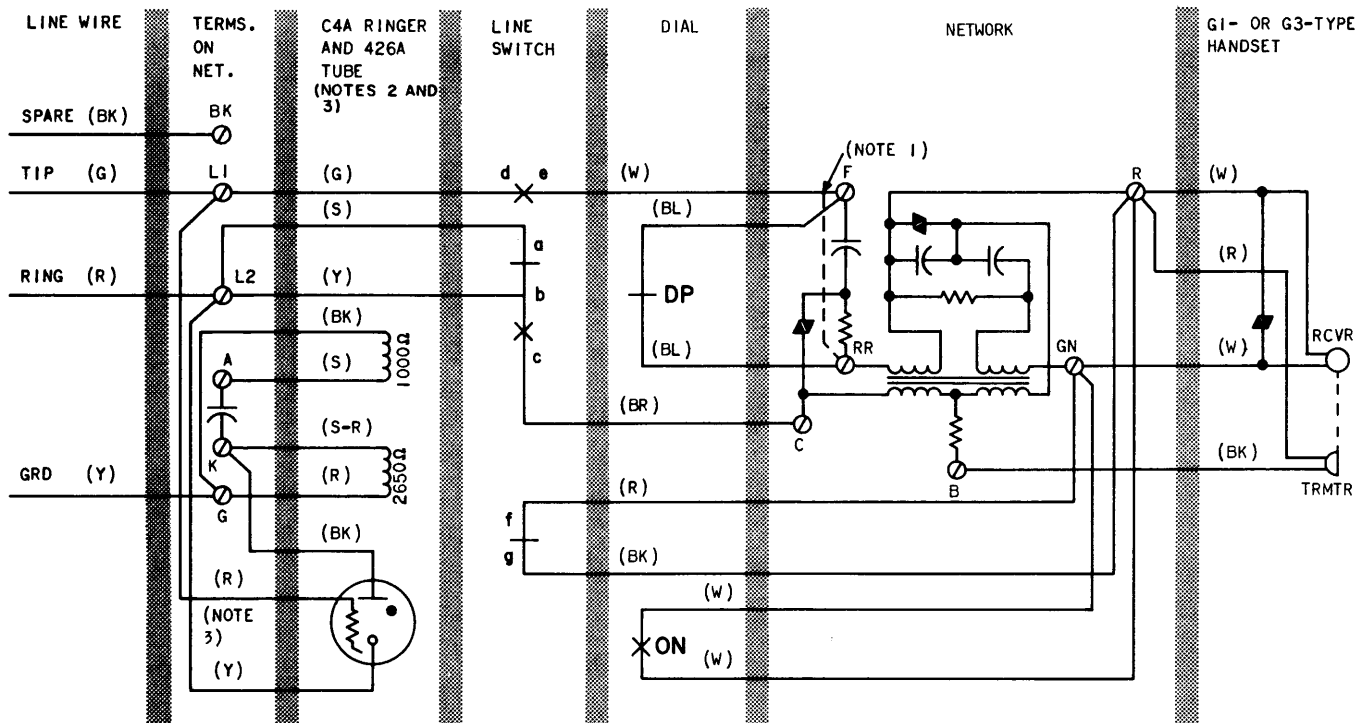 LINE WIRE
TERMS.
ON
NET.
C4A RINGER
AND 426A
TUBE
(NOTES 2 AND
3)
LINE
SWITCH
DIAL
NETWORK
G1- OR G3-TYPE
HANDSET
SPARE (BK)
BK
TIP (G)
L1
(G)
d e
(W)
(NOTE 1)
F
R
(W)
(S)
(BL)
a
(R)
RING (R)
L2
(Y)
b
DP
(BK)
c
(BL)
RR
GN
(W)
RCVR
A
(S)
1000Ω
(BR)
C
(S-R)
K
(R)
2650Ω
B
(BK)
TRMTR
GRD (Y)
G
(R)
f
g
(BK)
(BK)
(R)
(NOTE
3)
(W)
ON
(W)
(Y)